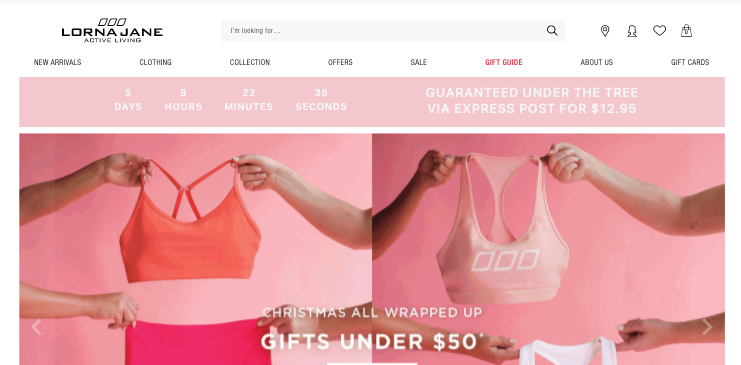 LORNA JANE
ACTIVE LIVING
I'm looking for...
NEW ARRIVALS
CLOTHING
COLLECTION
OFFERS
SALE
GIFT GUIDE
ABOUT US
GIFT CARDS
5 8 22 38
DAYS HOURS MINUTES SECONDS
GUARANTEED UNDER THE TREE
VIA EXPRESS POST FOR $12.95
CHRISTMAS ALL WRAPPED UP
GIFTS UNDER $50*